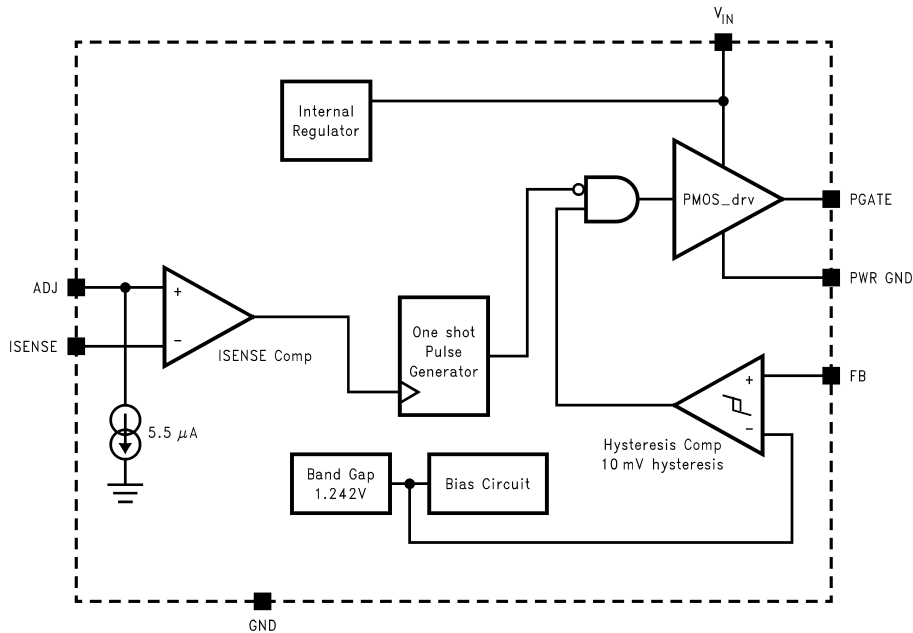 VIN
Internal
Regulator
PMOS_drv
PGATE
PWR GND
ADJ
+
ISENSE
−
ISENSE Comp
One shot
Pulse
Generator
FB
+
−
5.5 μA
Hysteresis Comp
10 mV hysteresis
Band Gap
1.242V
Bias Circuit
GND